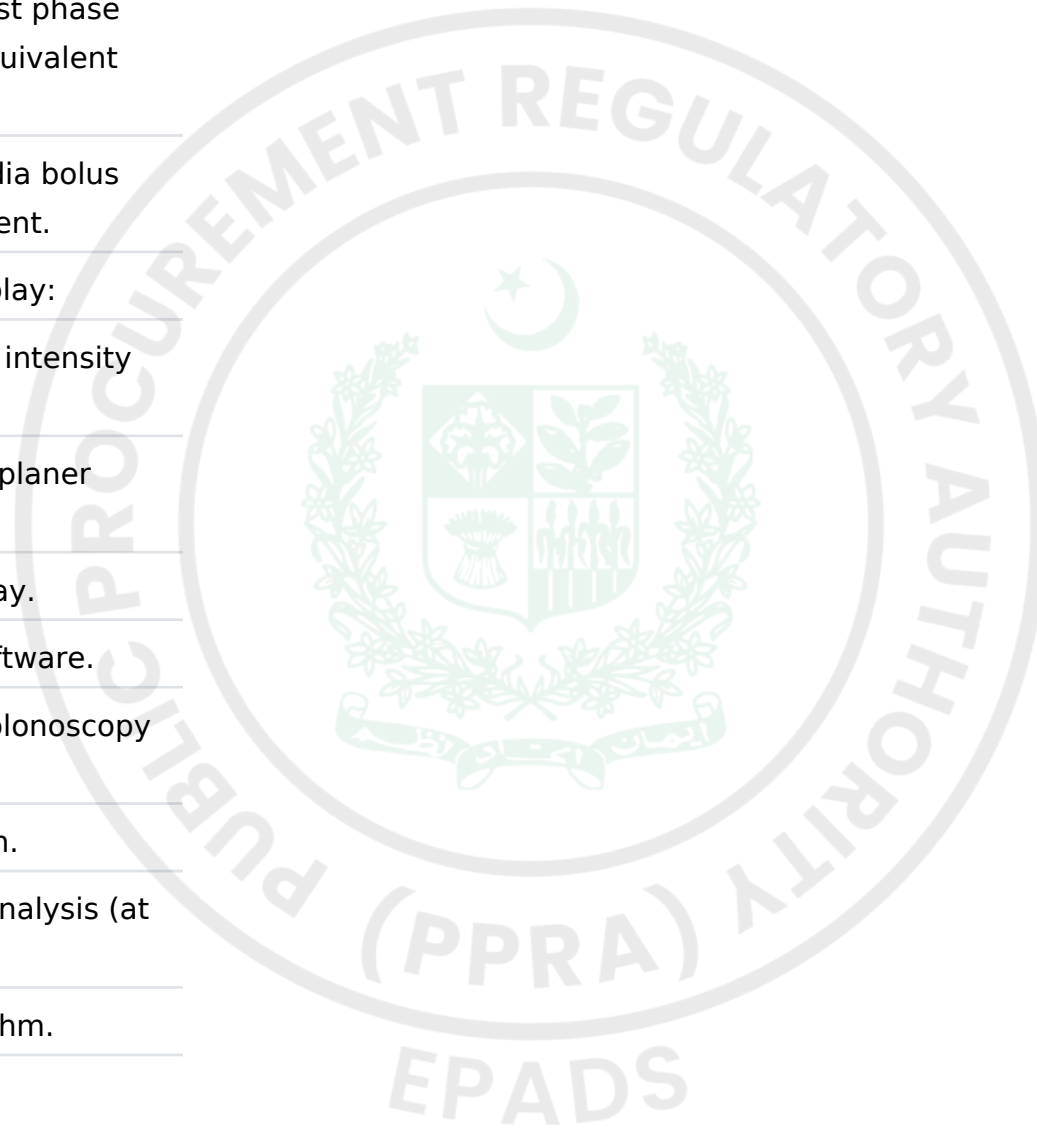 st phase
uivalent
dia bolus
ent.
play:
intensity
planer
ay.
ftware.
olonoscopy
n.
nalysis (at
hm.
PUBLIC PROCUREMENT REGULATORY AUTHORITY
(PPRA)
EPADS